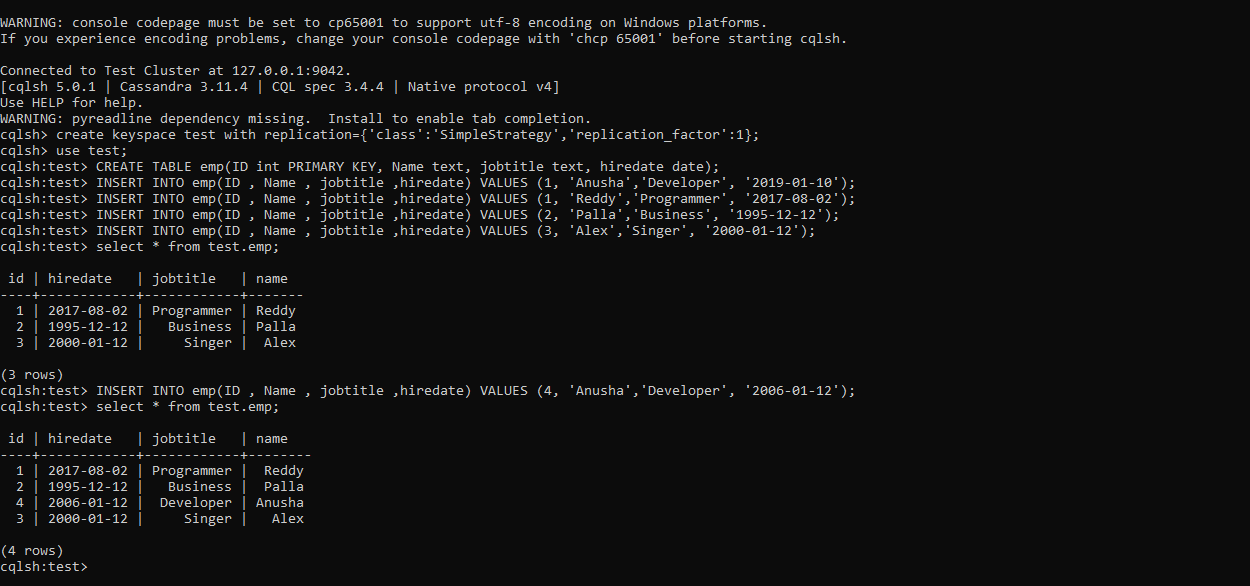 WARNING: console codepage must be set to cp65001 to support utf-8 encoding on Windows platforms.
If you experience encoding problems, change your console codepage with 'chcp 65001' before starting cqlsh.

Connected to Test Cluster at 127.0.0.1:9042.
[cqlsh 5.0.1 | Cassandra 3.11.4 | CQL spec 3.4.4 | Native protocol v4]
Use HELP for help.
WARNING: pyreadline dependency missing.  Install to enable tab completion.
cqlsh> create keyspace test with replication={'class':'SimpleStrategy','replication_factor':1};
cqlsh> use test;
cqlsh:test> CREATE TABLE emp(ID int PRIMARY KEY, Name text, jobtitle text, hiredate date);
cqlsh:test> INSERT INTO emp(ID , Name , jobtitle ,hiredate) VALUES (1, 'Anusha','Developer', '2019-01-10');
cqlsh:test> INSERT INTO emp(ID , Name , jobtitle ,hiredate) VALUES (1, 'Reddy','Programmer', '2017-08-02');
cqlsh:test> INSERT INTO emp(ID , Name , jobtitle ,hiredate) VALUES (2, 'Palla','Business', '1995-12-12');
cqlsh:test> INSERT INTO emp(ID , Name , jobtitle ,hiredate) VALUES (3, 'Alex','Singer', '2000-01-12');
cqlsh:test> select * from test.emp;

 id | hiredate   | jobtitle   | name
----+------------+------------+-------
  1 | 2017-08-02 | Programmer | Reddy
  2 | 1995-12-12 |   Business | Palla
  3 | 2000-01-12 |     Singer |  Alex

(3 rows)
cqlsh:test> INSERT INTO emp(ID , Name , jobtitle ,hiredate) VALUES (4, 'Anusha','Developer', '2006-01-12');
cqlsh:test> select * from test.emp;

 id | hiredate   | jobtitle   | name
----+------------+------------+--------
  1 | 2017-08-02 | Programmer |  Reddy
  2 | 1995-12-12 |   Business |  Palla
  4 | 2006-01-12 |  Developer | Anusha
  3 | 2000-01-12 |     Singer |   Alex

(4 rows)
cqlsh:test>